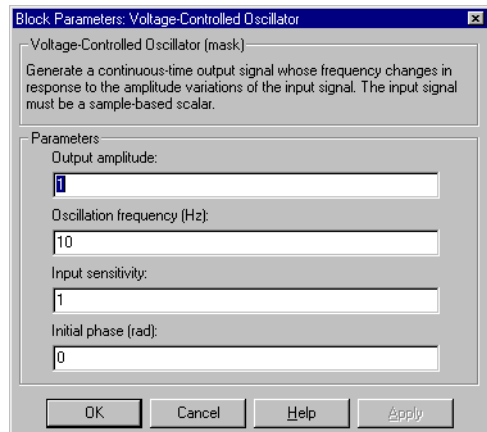 Block Parameters: Voltage-Controlled Oscillator
Voltage-Controlled Oscillator (mask)
Generate a continuous-time output signal whose frequency changes in
response to the amplitude variations of the input signal. The input signal
must be a sample-based scalar.
Parameters
Output amplitude:
1
Oscillation frequency (Hz):
10
Input sensitivity:
1
Initial phase (rad):
0
OK Cancel Help Apply